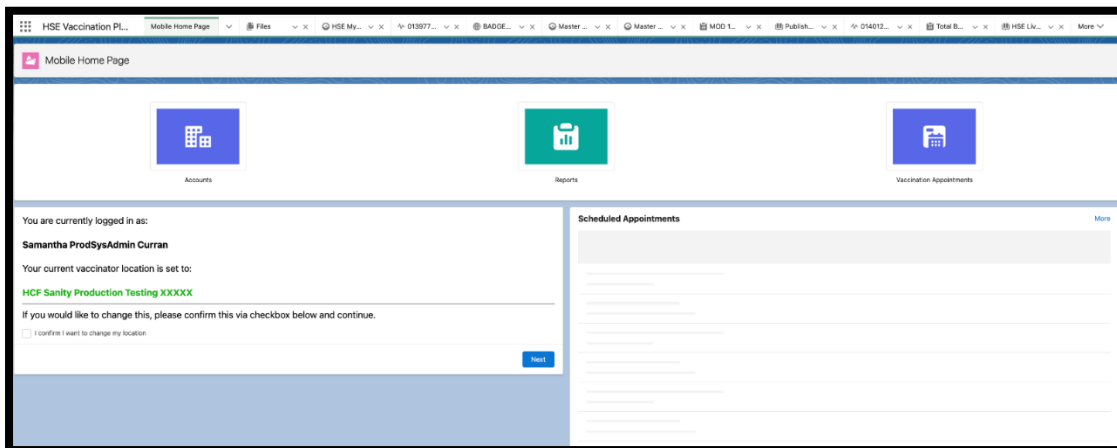 HSE Vaccination Pl... Mobile Home Page Files HSE My... 013977... BADGE... Master ... Master ... MOD 1... Publish... 014012... Total B... HSE Liv... More
Mobile Home Page
Accounts Reports Vaccination Appointments
You are currently logged in as:
Samantha ProdSysAdmin Curran
Your current vaccinator location is set to:
HCF Sanity Production Testing XXXXX
If you would like to change this, please confirm this via checkbox below and continue.
I confirm I want to change my location
Next
Scheduled Appointments More